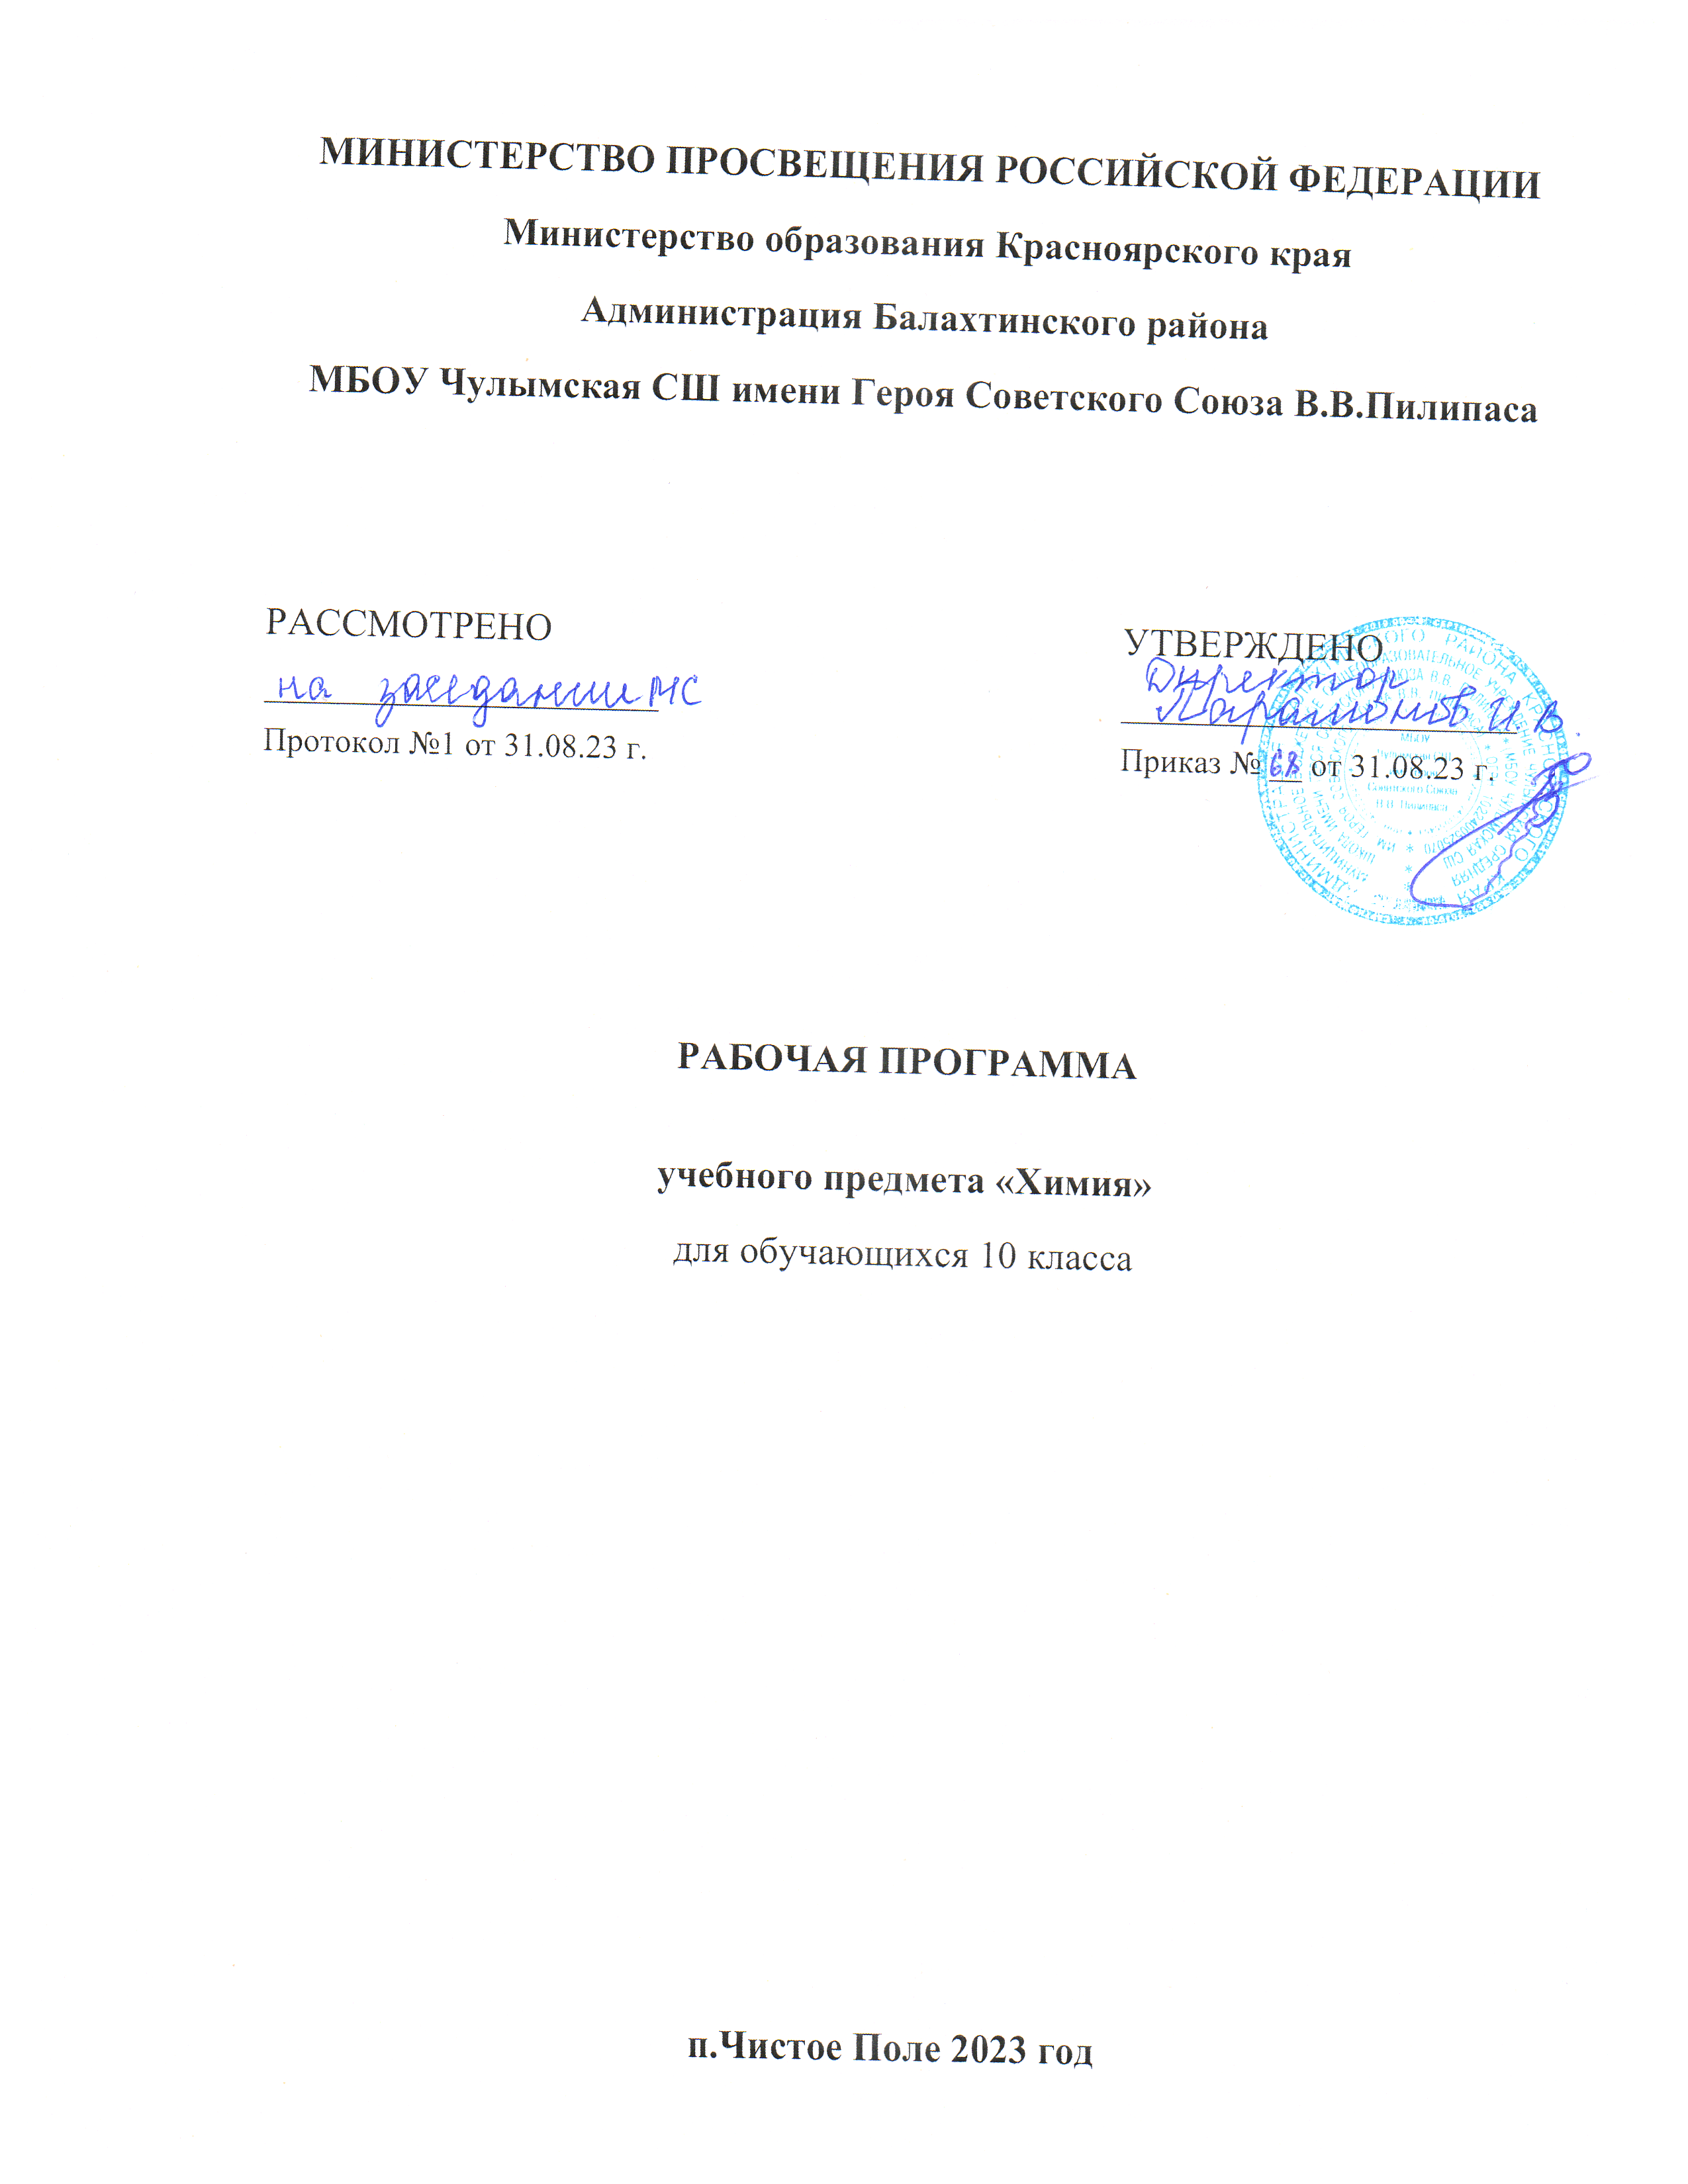 МИНИСТЕРСТВО ПРОСВЕЩЕНИЯ РОССИЙСКОЙ ФЕДЕРАЦИИ
Министерство образования Красноярского края
Администрация Балахтинского района
МБОУ Чулымская СШ имени Героя Советского Союза В.В.Пилипаса
РАССМОТРЕНО
на заседании МС
Протокол №1 от 31.08.23 г.
УТВЕРЖДЕНО
Директор
Парамонов И. В.
Приказ № от 31.08.23 г.
РАБОЧАЯ ПРОГРАММА
учебного предмета «Химия»
для обучающихся 10 класса
п.Чистое Поле 2023 год